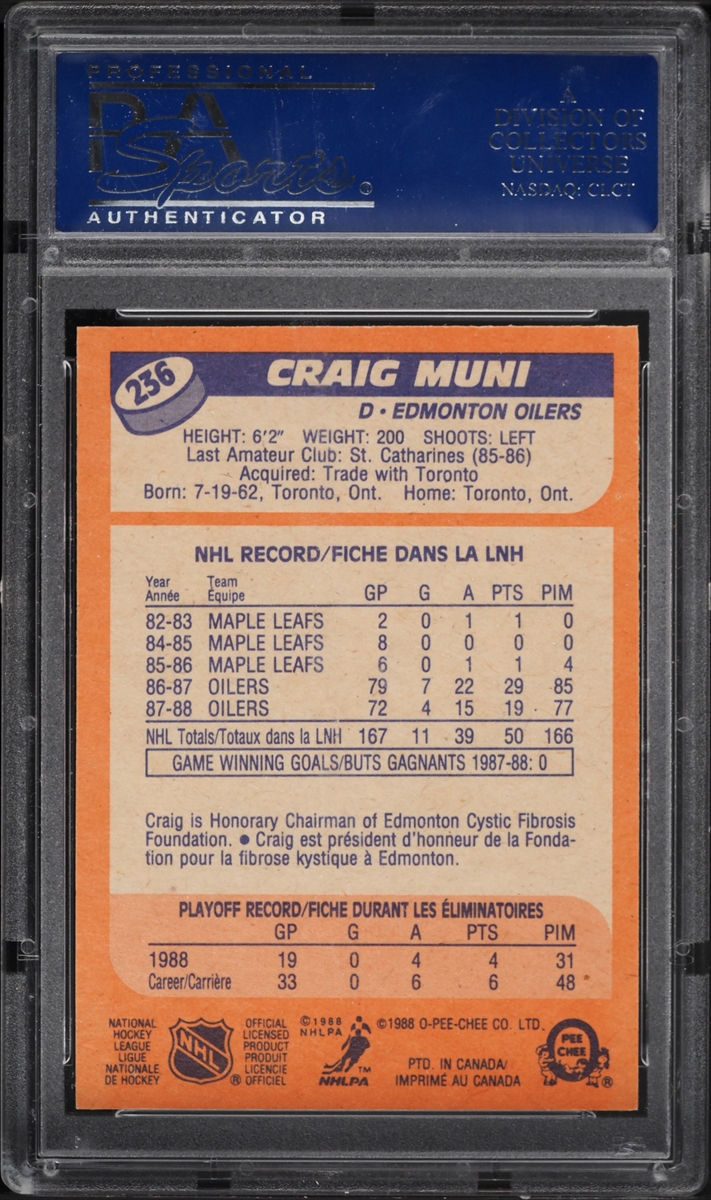 PROFESSIONAL
PSA
Sports ®
AUTHENTICATOR
A
DIVISION OF
COLLECTORS
UNIVERSE
NASDAQ: CLCT
236
CRAIG MUNI
D • EDMONTON OILERS
HEIGHT: 6'2" WEIGHT: 200 SHOOTS: LEFT
Last Amateur Club: St. Catharines (85-86)
Acquired: Trade with Toronto
Born: 7-19-62, Toronto, Ont. Home: Toronto, Ont.
NHL RECORD/FICHE DANS LA LNH
Year Team
Année Équipe GP G A PTS PIM
82-83 MAPLE LEAFS 2 0 1 1 0
84-85 MAPLE LEAFS 8 0 0 0 0
85-86 MAPLE LEAFS 6 0 1 1 4
86-87 OILERS 79 7 22 29 85
87-88 OILERS 72 4 15 19 77
NHL Totals/Totaux dans la LNH 167 11 39 50 166
GAME WINNING GOALS/BUTS GAGNANTS 1987-88: 0
Craig is Honorary Chairman of Edmonton Cystic Fibrosis
Foundation. ● Craig est président d'honneur de la Fonda-
tion pour la fibrose kystique à Edmonton.
PLAYOFF RECORD/FICHE DURANT LES ÉLIMINATOIRES
GP G A PTS PIM
1988 19 0 4 4 31
Career/Carrière 33 0 6 6 48
NATIONAL
HOCKEY
LEAGUE
LIGUE
NATIONALE
DE HOCKEY
NHL
®
OFFICIAL
LICENSED
PRODUCT
PRODUIT
LICENCIE
OFFICIEL
©1988
NHLPA
TM
NHLPA
©1988 O-PEE-CHEE CO. LTD.
PTD. IN CANADA/
IMPRIMÉ AU CANADA
O
PEE
CHEE
®